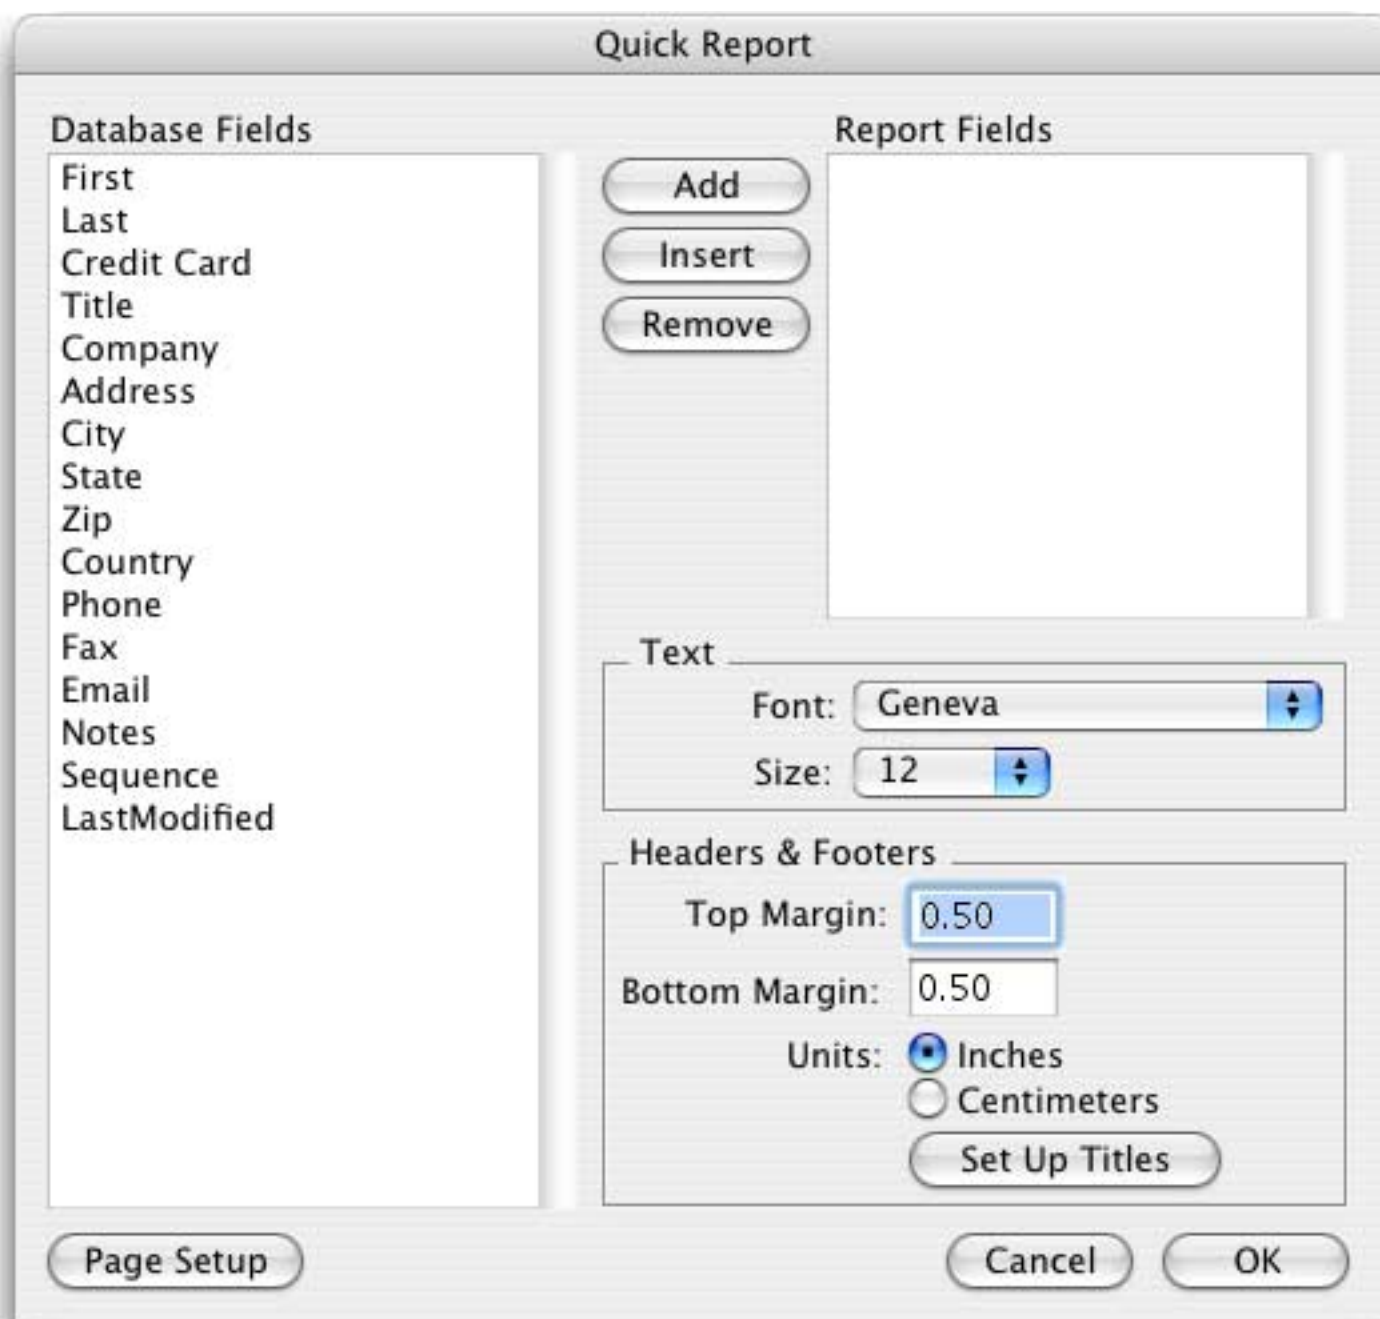 Quick Report
Database Fields
First
Last
Credit Card
Title
Company
Address
City
State
Zip
Country
Phone
Fax
Email
Notes
Sequence
LastModified
Add
Insert
Remove
Report Fields
Text
Font: Geneva
Size: 12
Headers & Footers
Top Margin: 0.50
Bottom Margin: 0.50
Units: Inches
Centimeters
Set Up Titles
Page Setup
Cancel
OK